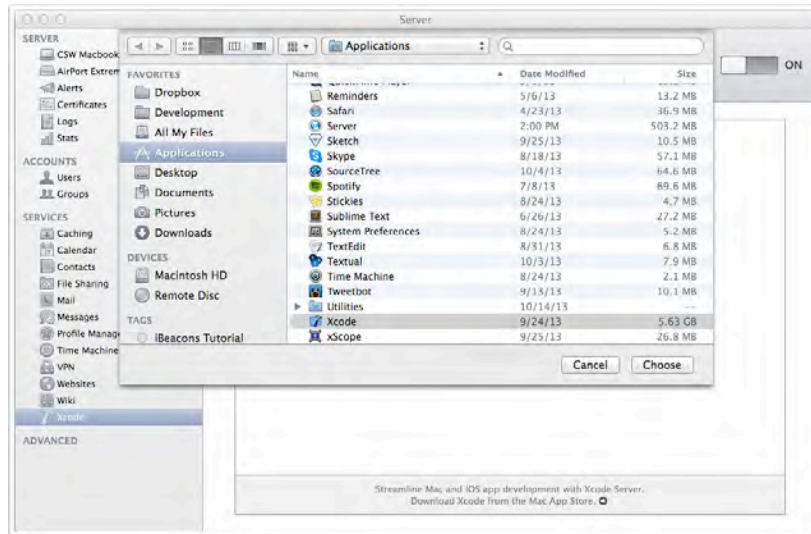 Server
SERVER
CSW Macbook
AirPort Extrem
Alerts
Certificates
Logs
Stats
ACCOUNTS
Users
Groups
SERVICES
Caching
Calendar
Contacts
File Sharing
Mail
Messages
Profile Manage
Time Machine
VPN
Websites
Wiki
Xcode
ADVANCED
Applications
FAVORITES
Dropbox
Development
All My Files
Applications
Desktop
Documents
Pictures
Downloads
DEVICES
Macintosh HD
Remote Disc
TAGS
iBeacons Tutorial
Name Date Modified Size
Reminders 5/6/13 13.2 MB
Safari 4/23/13 36.9 MB
Server 2:00 PM 503.2 MB
Sketch 9/25/13 10.5 MB
Skype 8/18/13 57.1 MB
SourceTree 10/4/13 64.6 MB
Spotify 7/8/13 69.6 MB
Stickies 8/24/13 4.7 MB
Sublime Text 6/26/13 27.2 MB
System Preferences 8/24/13 5.2 MB
TextEdit 8/31/13 6.8 MB
Textual 10/3/13 7.9 MB
Time Machine 8/24/13 2.1 MB
Tweetbot 9/13/13 10.1 MB
Utilities 10/14/13 --
Xcode 9/24/13 5.63 GB
xScope 9/25/13 26.8 MB
Cancel Choose
ON
Streamline Mac and iOS app development with Xcode Server.
Download Xcode from the Mac App Store.